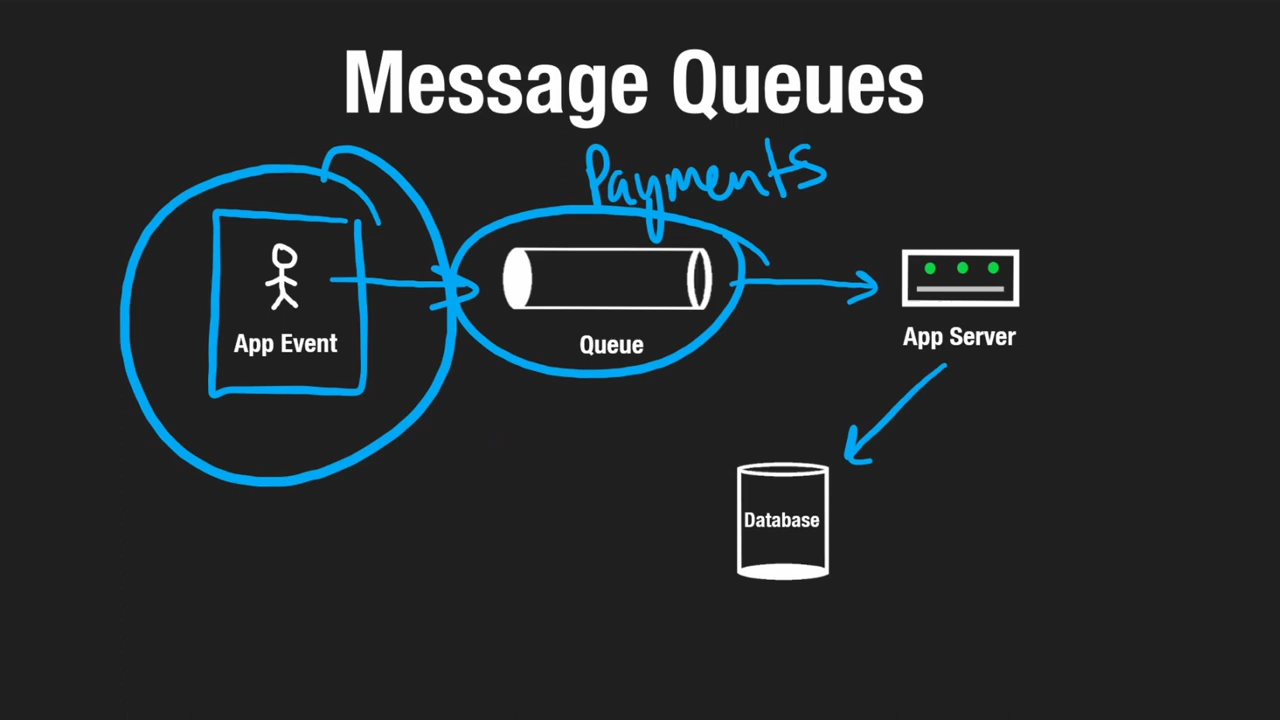 Message Queues
Payments
App Event
Queue
App Server
Database